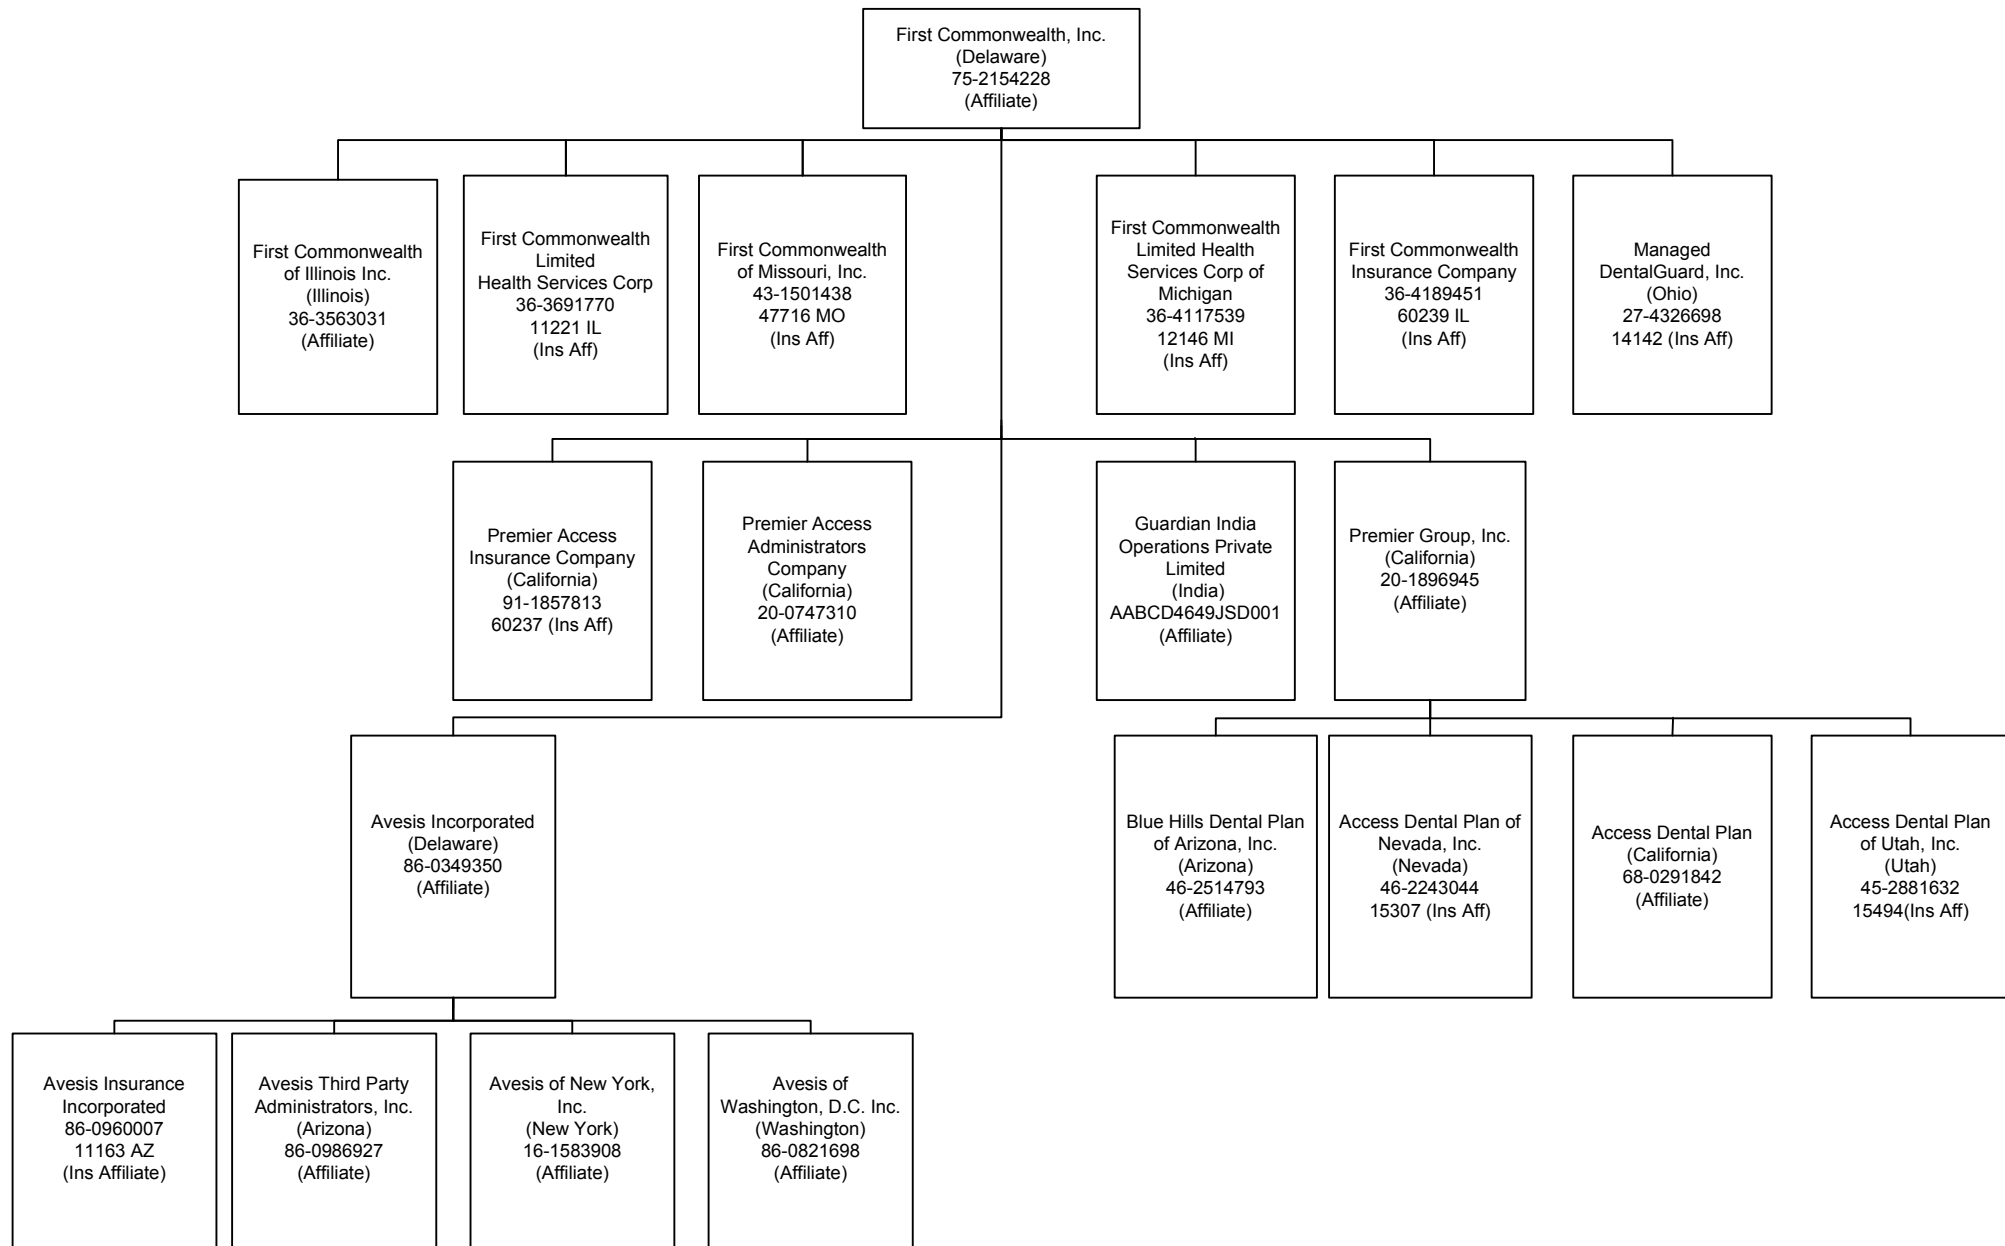 First Commonwealth, Inc.
(Delaware)
75-2154228
(Affiliate)
First Commonwealth
of Illinois Inc.
(Illinois)
36-3563031
(Affiliate)
First Commonwealth
Limited
Health Services Corp
36-3691770
11221 IL
(Ins Aff)
First Commonwealth
of Missouri, Inc.
43-1501438
47716 MO
(Ins Aff)
First Commonwealth
Limited Health
Services Corp of
Michigan
36-4117539
12146 MI
(Ins Aff)
First Commonwealth
Insurance Company
36-4189451
60239 IL
(Ins Aff)
Managed
DentalGuard, Inc.
(Ohio)
27-4326698
14142 (Ins Aff)
Premier Access
Insurance Company
(California)
91-1857813
60237 (Ins Aff)
Premier Access
Administrators
Company
(California)
20-0747310
(Affiliate)
Guardian India
Operations Private
Limited
(India)
AABCD4649JSD001
(Affiliate)
Premier Group, Inc.
(California)
20-1896945
(Affiliate)
Avesis Incorporated
(Delaware)
86-0349350
(Affiliate)
Blue Hills Dental Plan
of Arizona, Inc.
(Arizona)
46-2514793
(Affiliate)
Access Dental Plan of
Nevada, Inc.
(Nevada)
46-2243044
15307 (Ins Aff)
Access Dental Plan
(California)
68-0291842
(Affiliate)
Access Dental Plan
of Utah, Inc.
(Utah)
45-2881632
15494(Ins Aff)
Avesis Insurance
Incorporated
86-0960007
11163 AZ
(Ins Affiliate)
Avesis Third Party
Administrators, Inc.
(Arizona)
86-0986927
(Affiliate)
Avesis of New York,
Inc.
(New York)
16-1583908
(Affiliate)
Avesis of
Washington, D.C. Inc.
(Washington)
86-0821698
(Affiliate)